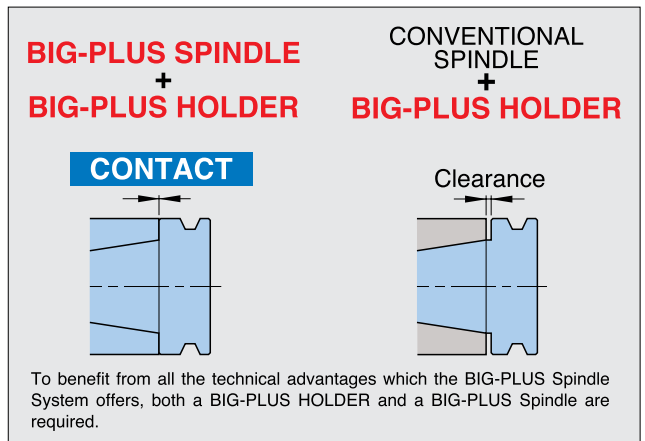 BIG-PLUS SPINDLE
+
BIG-PLUS HOLDER
CONTACT
CONVENTIONAL
SPINDLE
+
BIG-PLUS HOLDER
Clearance
To benefit from all the technical advantages which the BIG-PLUS Spindle
System offers, both a BIG-PLUS HOLDER and a BIG-PLUS Spindle are
required.